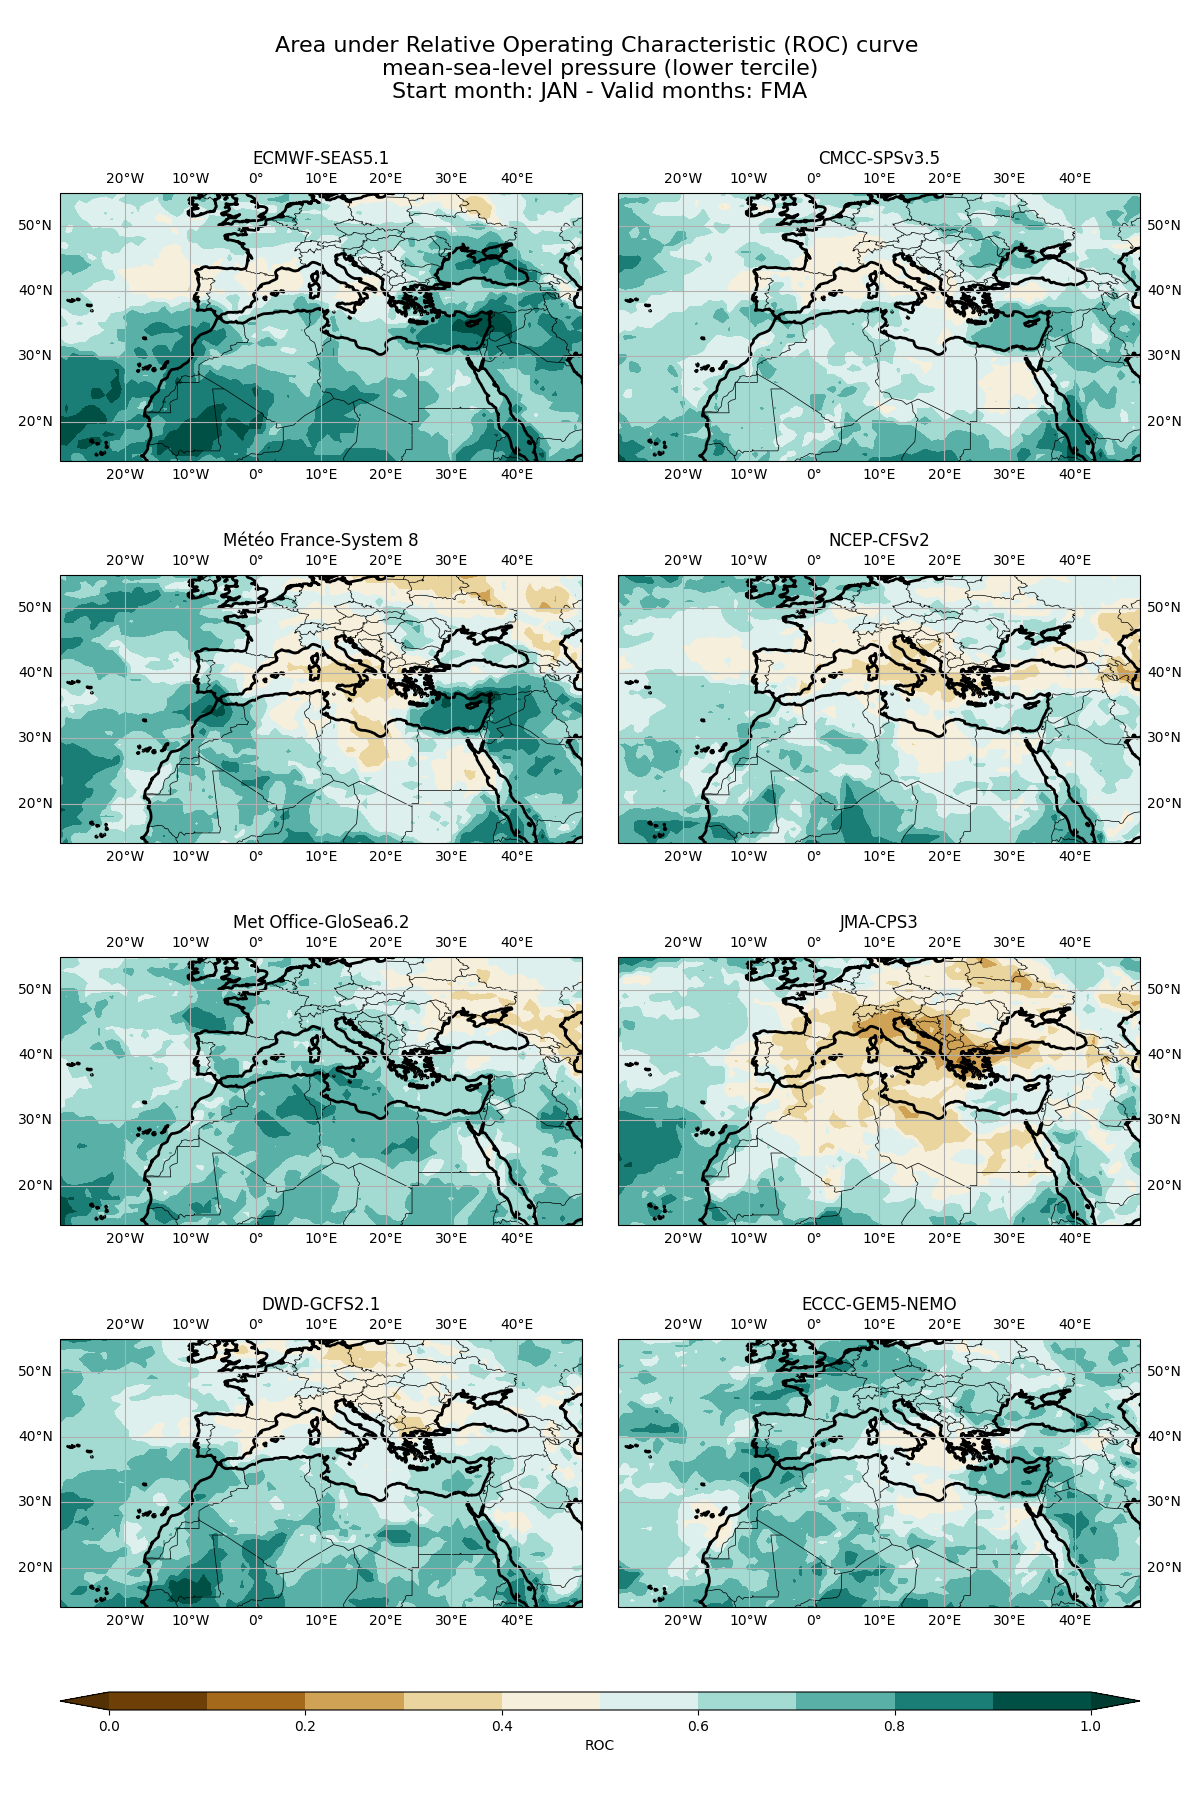 Area under Relative Operating Characteristic (ROC) curve
mean-sea-level pressure (lower tercile)
Start month: JAN - Valid months: FMA
ECMWF-SEAS5.1
CMCC-SPSv3.5
20°W 10°W 0° 10°E 20°E 30°E 40°E
20°W 10°W 0° 10°E 20°E 30°E 40°E
50°N 50°N
40°N 40°N
30°N 30°N
20°N 20°N
20°W 10°W 0° 10°E 20°E 30°E 40°E
20°W 10°W 0° 10°E 20°E 30°E 40°E
Météo France-System 8
NCEP-CFSv2
20°W 10°W 0° 10°E 20°E 30°E 40°E
20°W 10°W 0° 10°E 20°E 30°E 40°E
50°N 50°N
40°N 40°N
30°N 30°N
20°N 20°N
20°W 10°W 0° 10°E 20°E 30°E 40°E
20°W 10°W 0° 10°E 20°E 30°E 40°E
Met Office-GloSea6.2
JMA-CPS3
20°W 10°W 0° 10°E 20°E 30°E 40°E
20°W 10°W 0° 10°E 20°E 30°E 40°E
50°N 50°N
40°N 40°N
30°N 30°N
20°N 20°N
20°W 10°W 0° 10°E 20°E 30°E 40°E
20°W 10°W 0° 10°E 20°E 30°E 40°E
DWD-GCFS2.1
ECCC-GEM5-NEMO
20°W 10°W 0° 10°E 20°E 30°E 40°E
20°W 10°W 0° 10°E 20°E 30°E 40°E
50°N 50°N
40°N 40°N
30°N 30°N
20°N 20°N
20°W 10°W 0° 10°E 20°E 30°E 40°E
20°W 10°W 0° 10°E 20°E 30°E 40°E
0.0 0.2 0.4 0.6 0.8 1.0
ROC